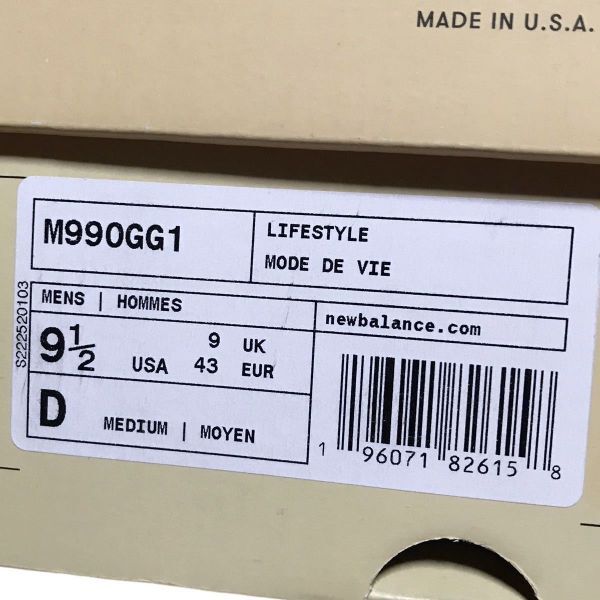 MADE IN U.S.A.
M990GG1
LIFESTYLE
MODE DE VIE
S222520103
MENS | HOMMES
9½ USA
9 UK
43 EUR
newbalance.com
D
MEDIUM | MOYEN
1 96071 82615 8